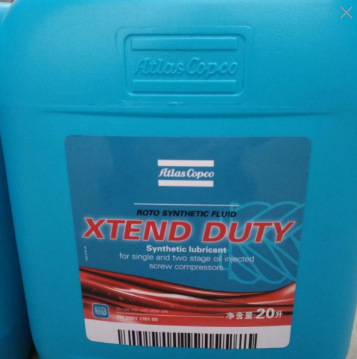 Atlas Copco
Atlas Copco
ROTO SYNTHETIC FLUID
XTEND DUTY
Synthetic lubricant
for single and two stage oil injected
screw compressors
净含量 20升